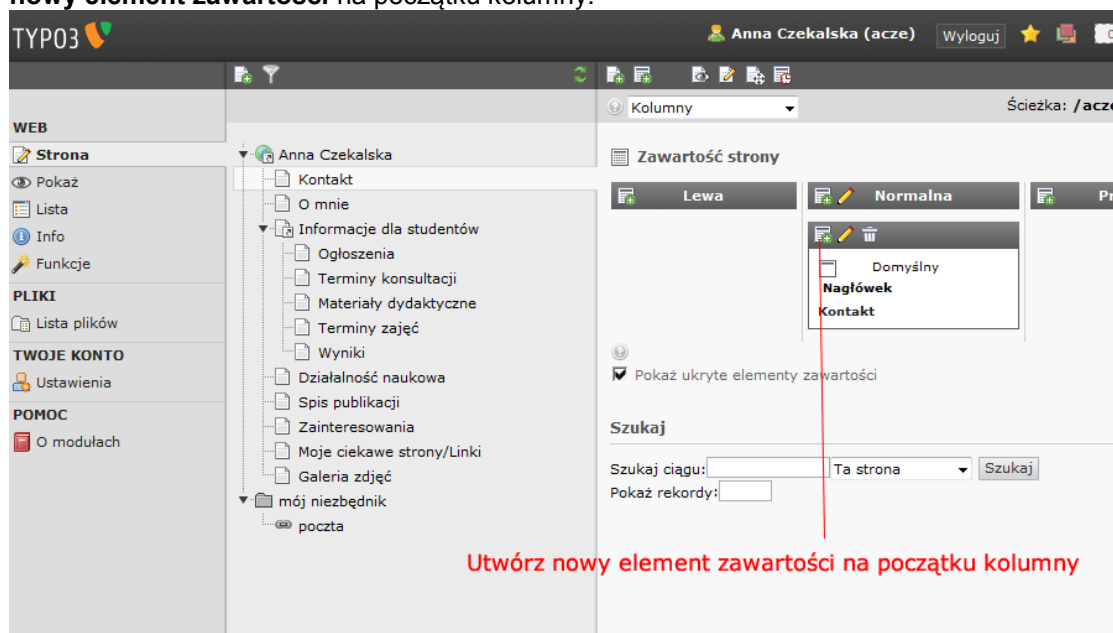 nowy element zawartości na początku kolumny.
TYPO3
Anna Czekalska (acze) Wyloguj
Kolumny
Ścieżka: /acze
WEB
Strona
Pokaż
Lista
Info
Funkcje
PLIKI
Lista plików
TWOJE KONTO
Ustawienia
POMOC
O modułach
Anna Czekalska
Kontakt
O mnie
Informacje dla studentów
Ogłoszenia
Terminy konsultacji
Materiały dydaktyczne
Terminy zajęć
Wyniki
Działalność naukowa
Spis publikacji
Zainteresowania
Moje ciekawe strony/Linki
Galeria zdjęć
mój niezbędnik
poczta
Zawartość strony
Lewa Normalna Pr
Domyślny
Nagłówek
Kontakt
Pokaż ukryte elementy zawartości
Szukaj
Szukaj ciągu: Ta strona Szukaj
Pokaż rekordy:
Utwórz nowy element zawartości na początku kolumny